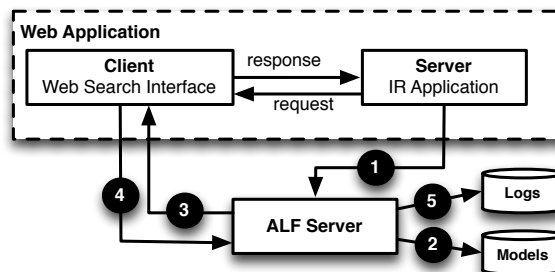 Web Application
Client
Web Search Interface
response
request
Server
IR Application
1
4
3
5
2
ALF Server
Logs
Models